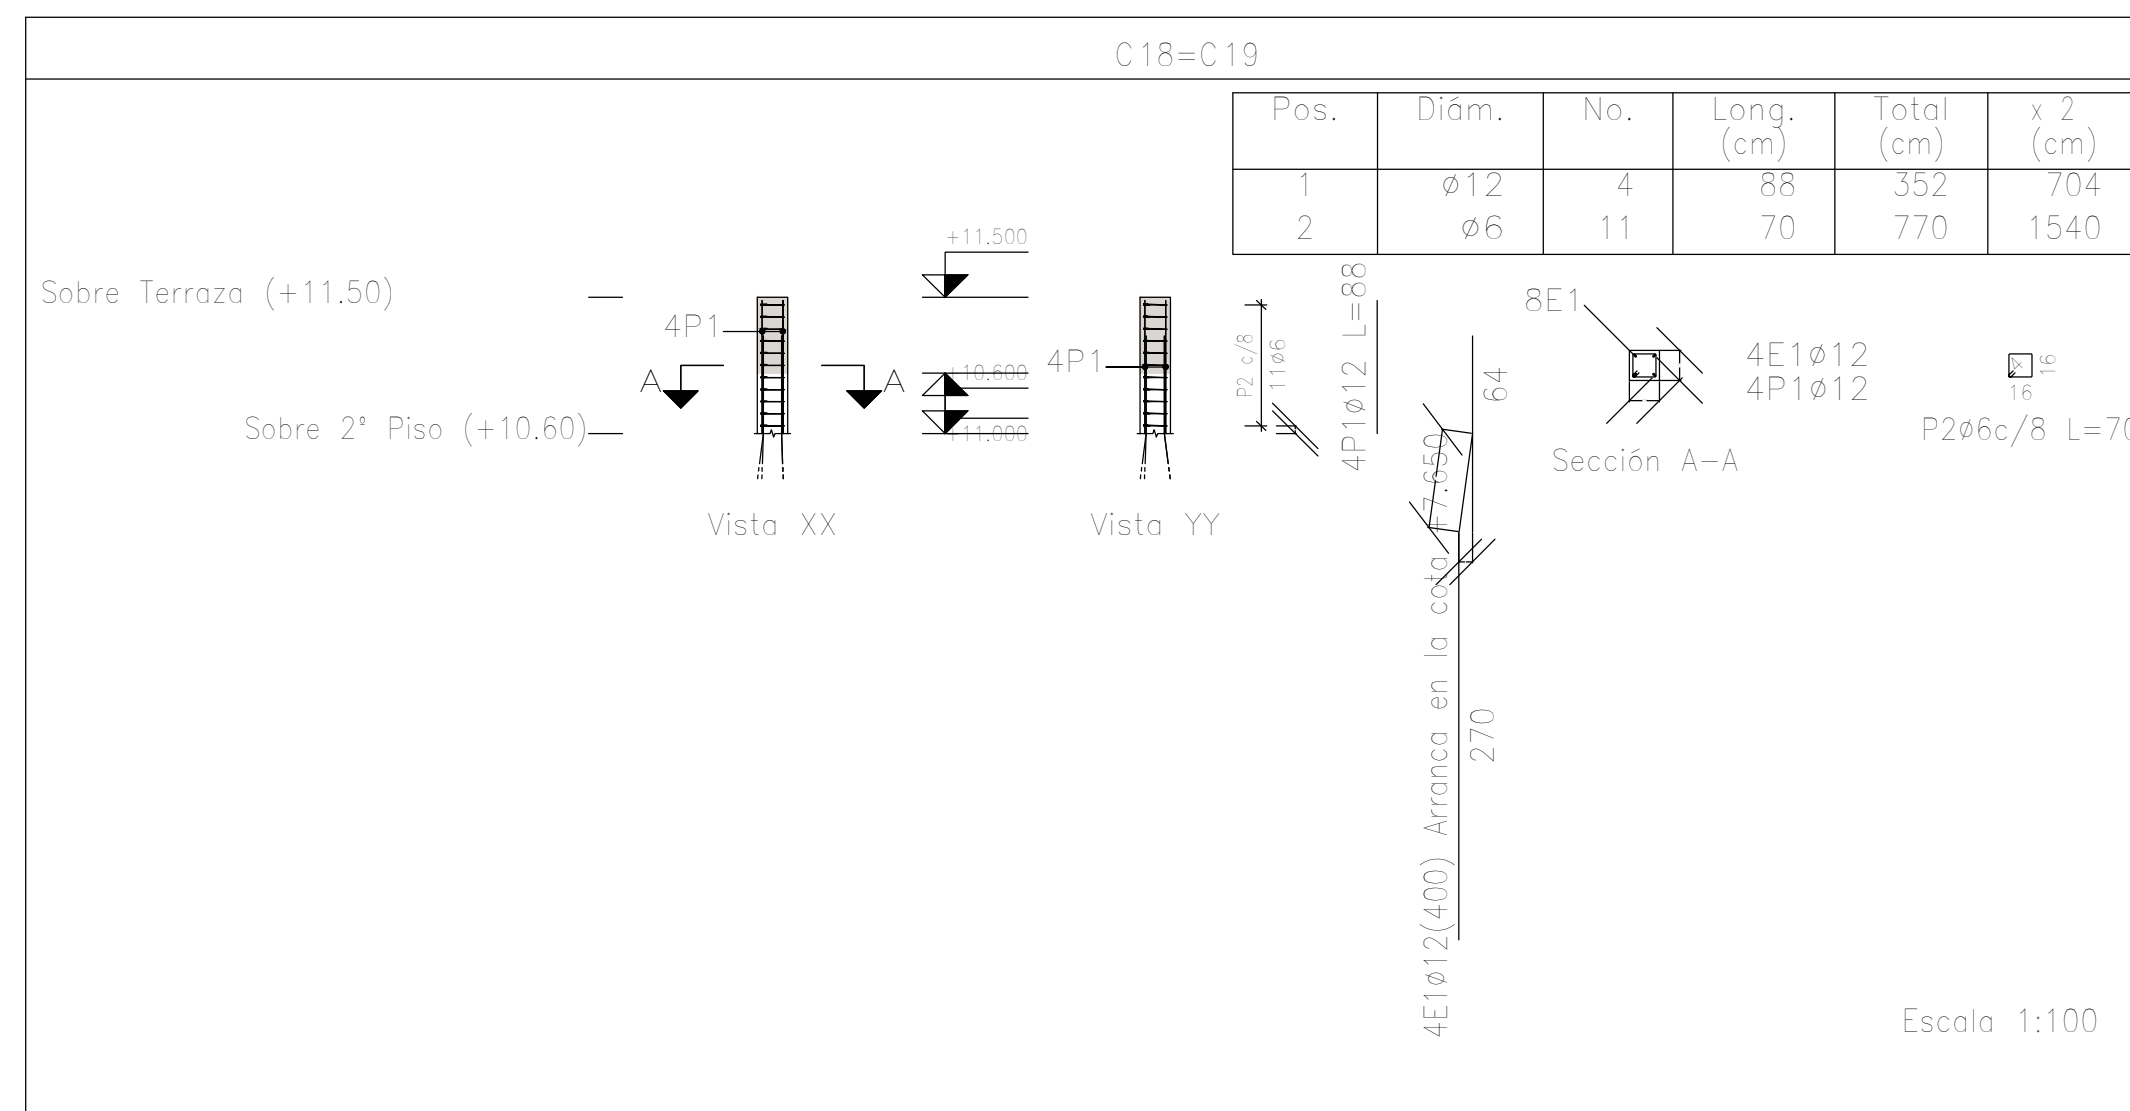 C18=C19
Pos. Diám. No. Long. (cm) Total (cm) x 2 (cm)
1 ø12 4 88 352 704
2 ø6 11 70 770 1540
+11.500
Sobre Terraza (+11.50)
4P1
A
A
+10.600
+11.000
Sobre 2º Piso (+10.60)
Vista XX
4P1
Vista YY
P2 c/8
11ø6
4P1ø12 L=88
64
270
4E1ø12(400) Arranca en la cota +7.650
8E1
4E1ø12
4P1ø12
Sección A-A
16
16
P2ø6c/8 L=70
Escala 1:100